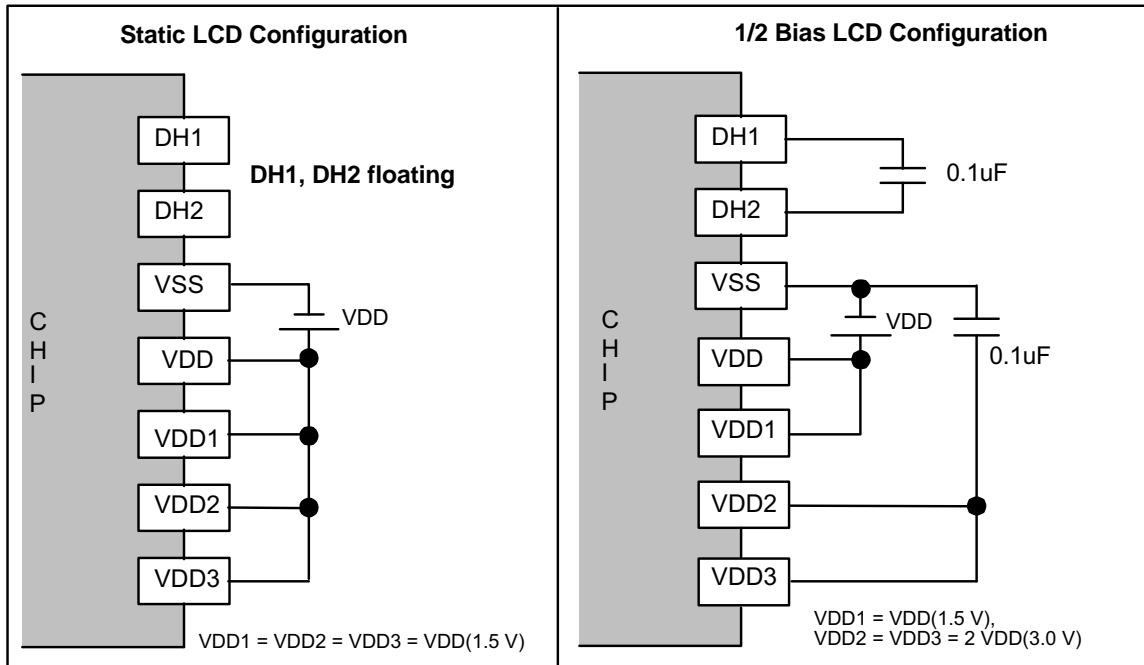 Static LCD Configuration
DH1
DH1, DH2 floating
DH2
VSS
VDD
C
H
I
P
VDD
VDD1
VDD2
VDD3
VDD1 = VDD2 = VDD3 = VDD(1.5 V)
1/2 Bias LCD Configuration
DH1
0.1uF
DH2
VSS
VDD
C
H
I
P
VDD
0.1uF
VDD1
VDD2
VDD3
VDD1 = VDD(1.5 V),
VDD2 = VDD3 = 2 VDD(3.0 V)